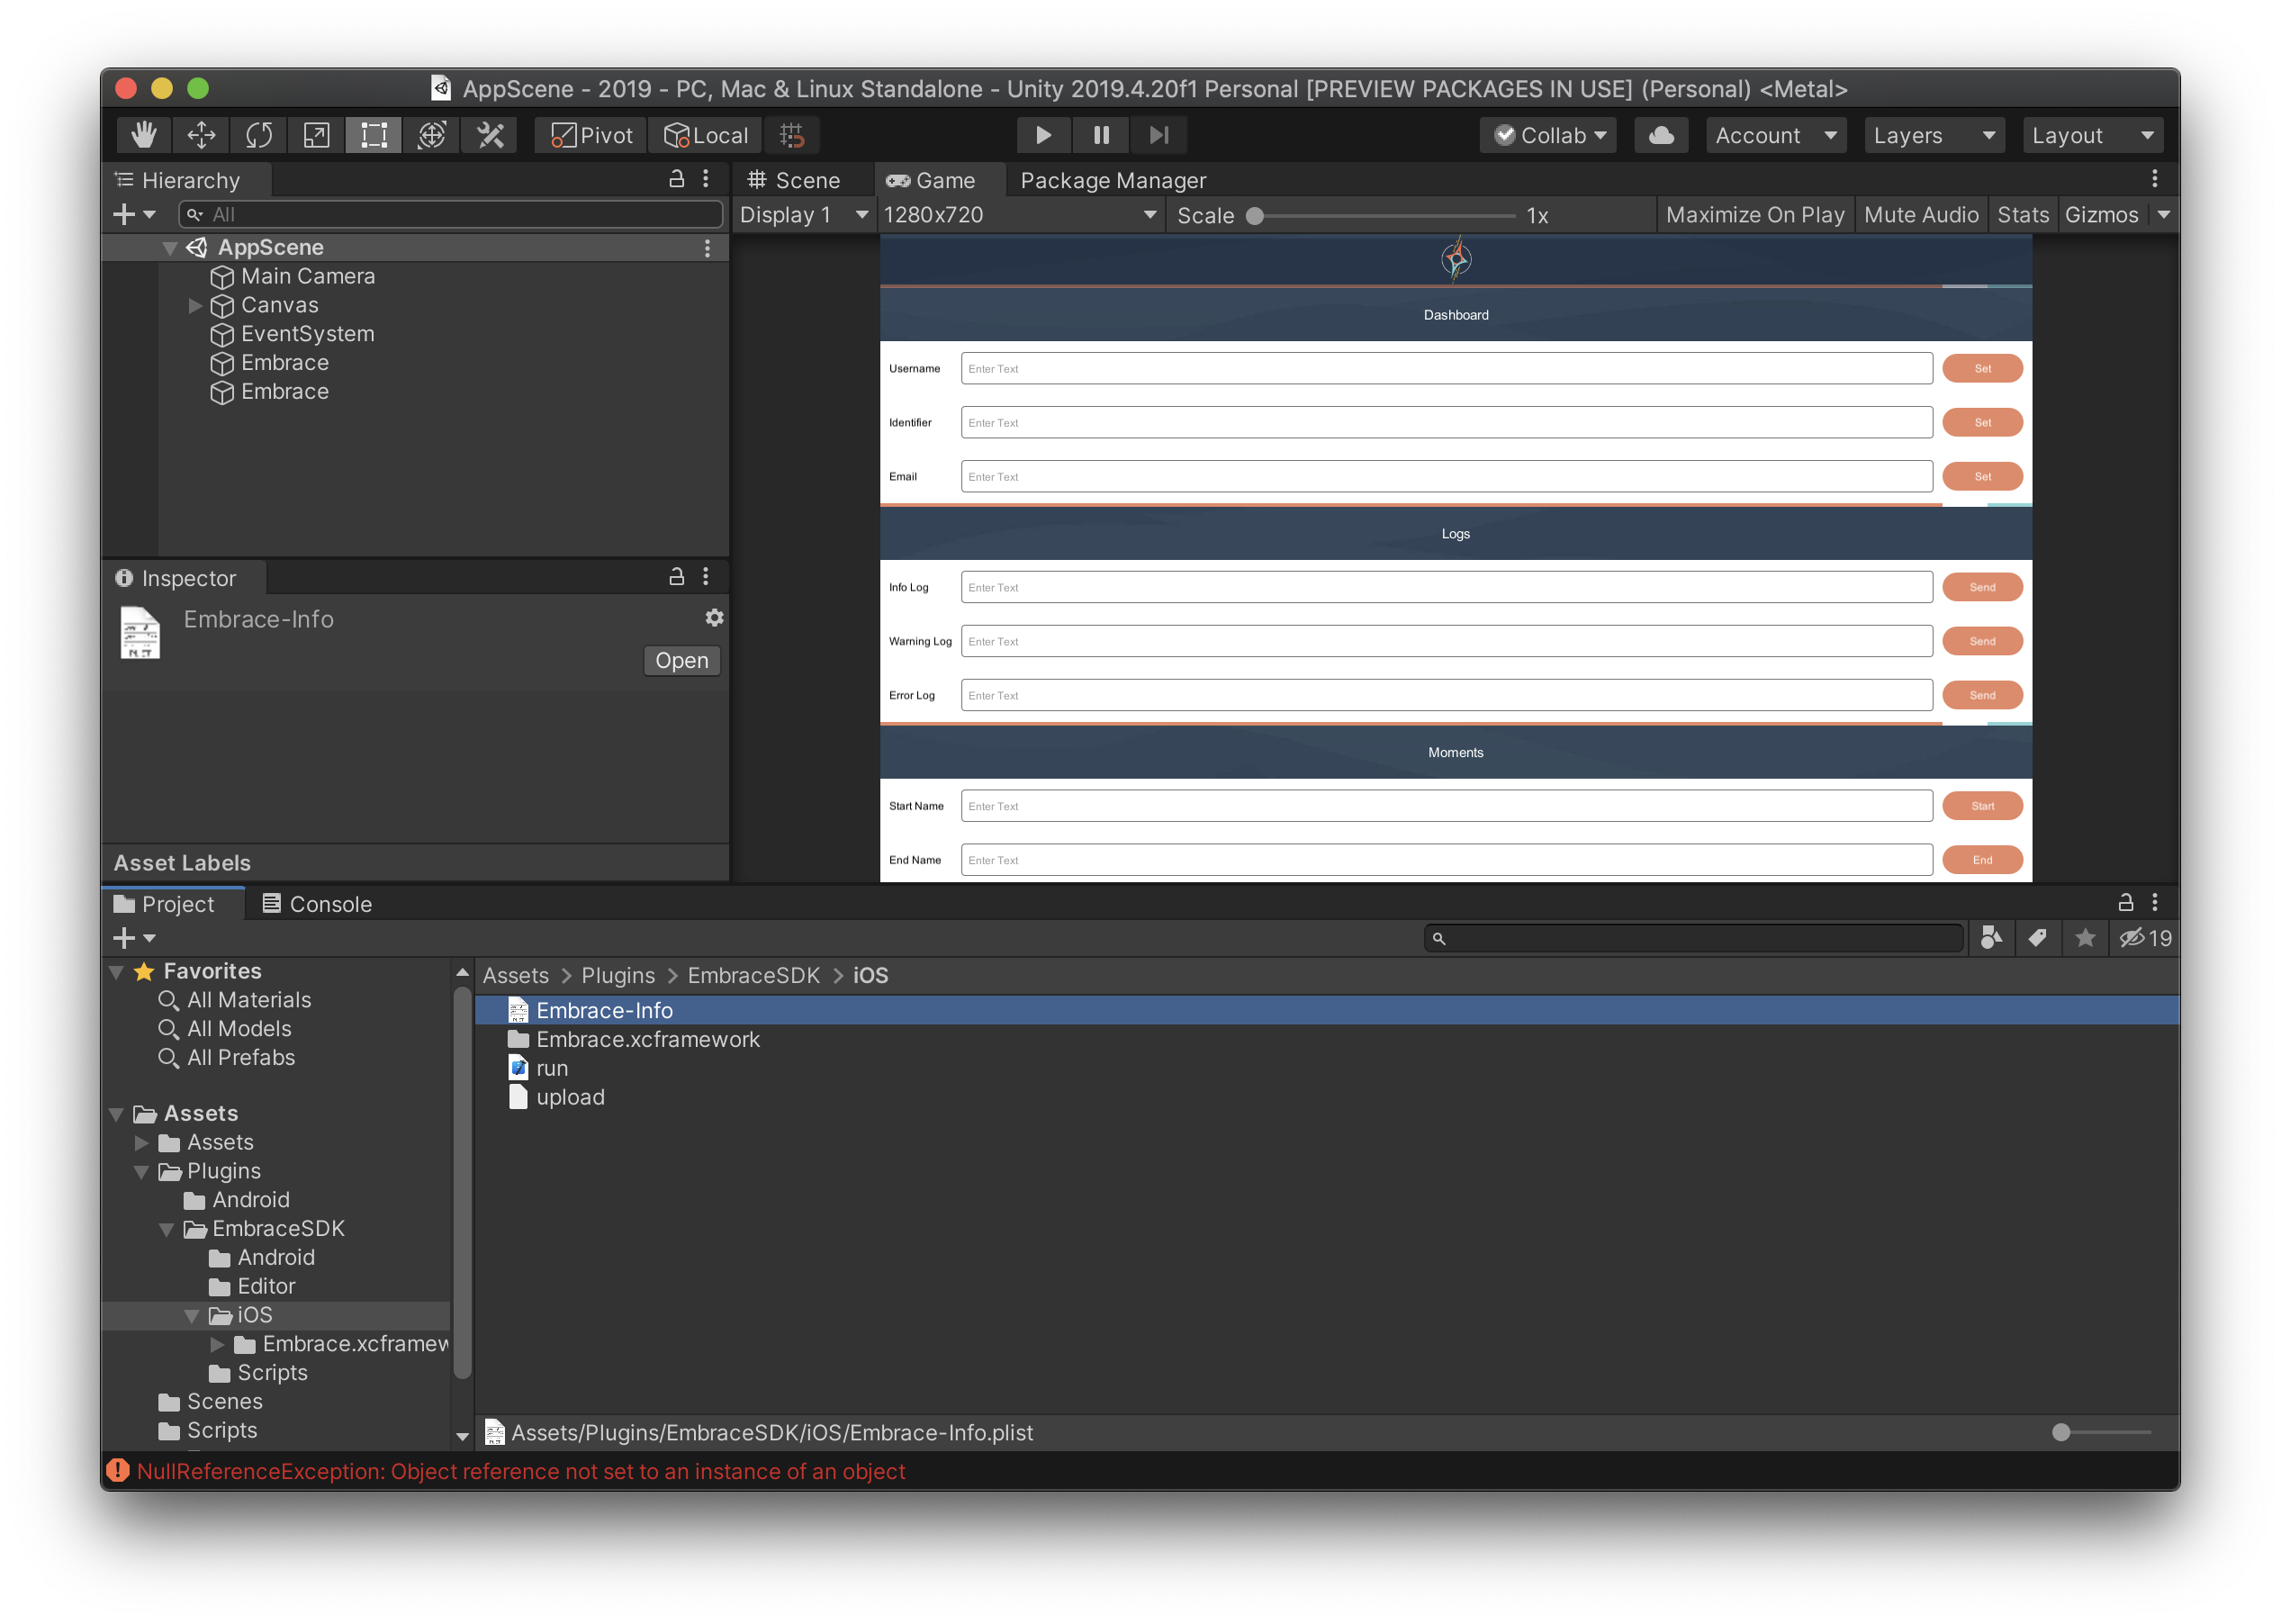 AppScene - 2019 - PC, Mac & Linux Standalone - Unity 2019.4.20f1 Personal [PREVIEW PACKAGES IN USE] (Personal) <Metal>
Pivot Local Collab Account Layers Layout
Hierarchy
All
AppScene
Main Camera
Canvas
EventSystem
Embrace
Embrace
Inspector
Embrace-Info
Open
Asset Labels
Scene Game Package Manager
Display 1 1280x720 Scale 1x Maximize On Play Mute Audio Stats Gizmos
Dashboard
Username Enter Text Set
Identifier Enter Text Set
Email Enter Text Set
Logs
Info Log Enter Text Send
Warning Log Enter Text Send
Error Log Enter Text Send
Moments
Start Name Enter Text Start
End Name Enter Text End
Project Console
19
Favorites
All Materials
All Models
All Prefabs
Assets
Assets
Plugins
Android
EmbraceSDK
Android
Editor
iOS
Embrace.xcframew
Scripts
Scenes
Scripts
Assets > Plugins > EmbraceSDK > iOS
Embrace-Info
Embrace.xcframework
run
upload
Assets/Plugins/EmbraceSDK/iOS/Embrace-Info.plist
NullReferenceException: Object reference not set to an instance of an object